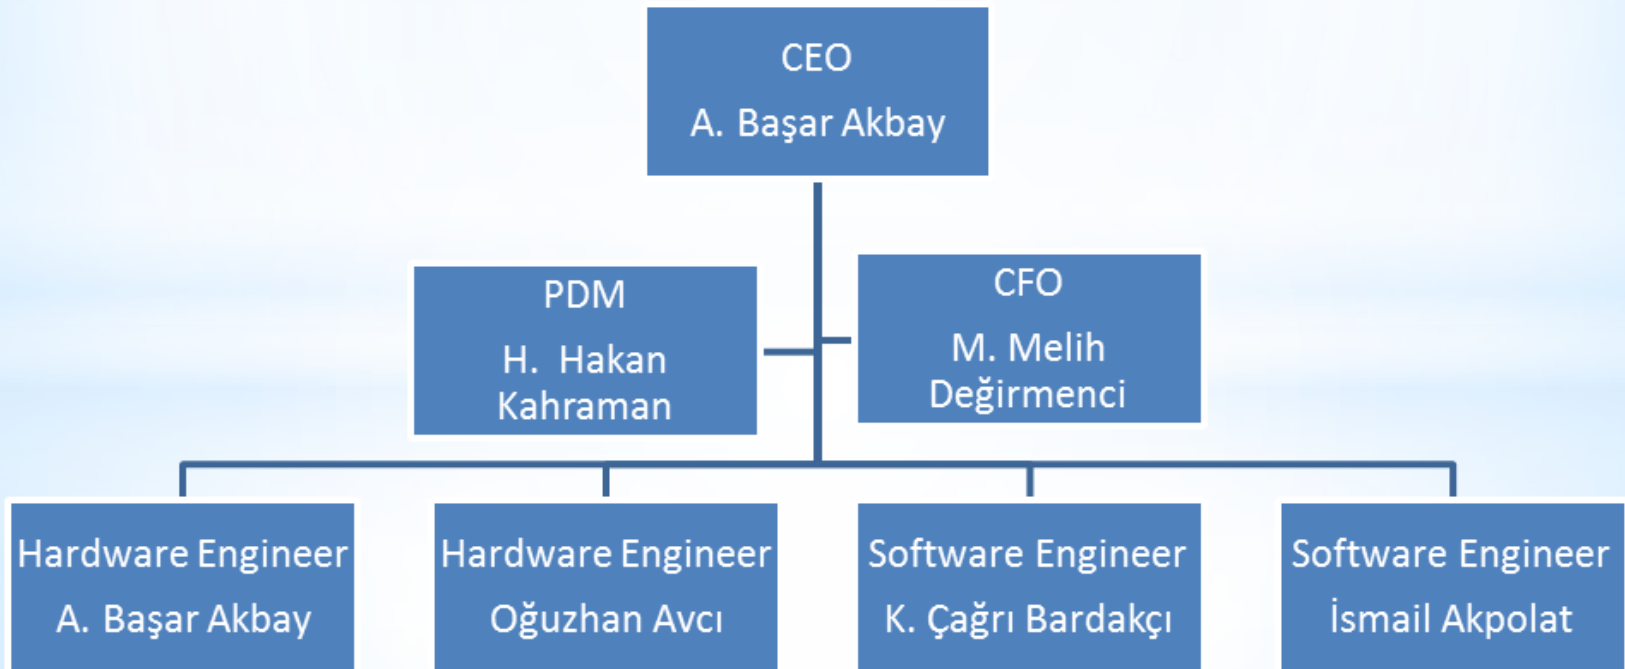 CEO
A. Başar Akbay
PDM
H. Hakan
Kahraman
CFO
M. Melih
Değirmenci
Hardware Engineer
A. Başar Akbay
Hardware Engineer
Oğuzhan Avcı
Software Engineer
K. Çağrı Bardakçı
Software Engineer
İsmail Akpolat